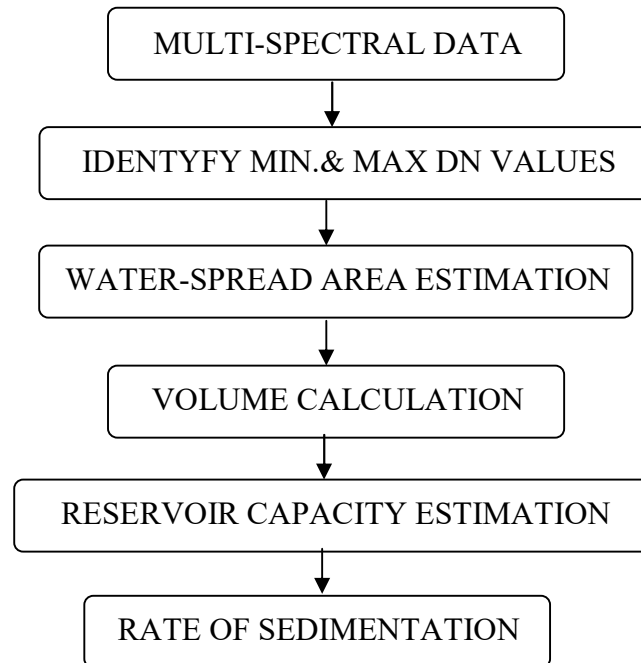 MULTI-SPECTRAL DATA
IDENTYFY MIN.& MAX DN VALUES
WATER-SPREAD AREA ESTIMATION
VOLUME CALCULATION
RESERVOIR CAPACITY ESTIMATION
RATE OF SEDIMENTATION